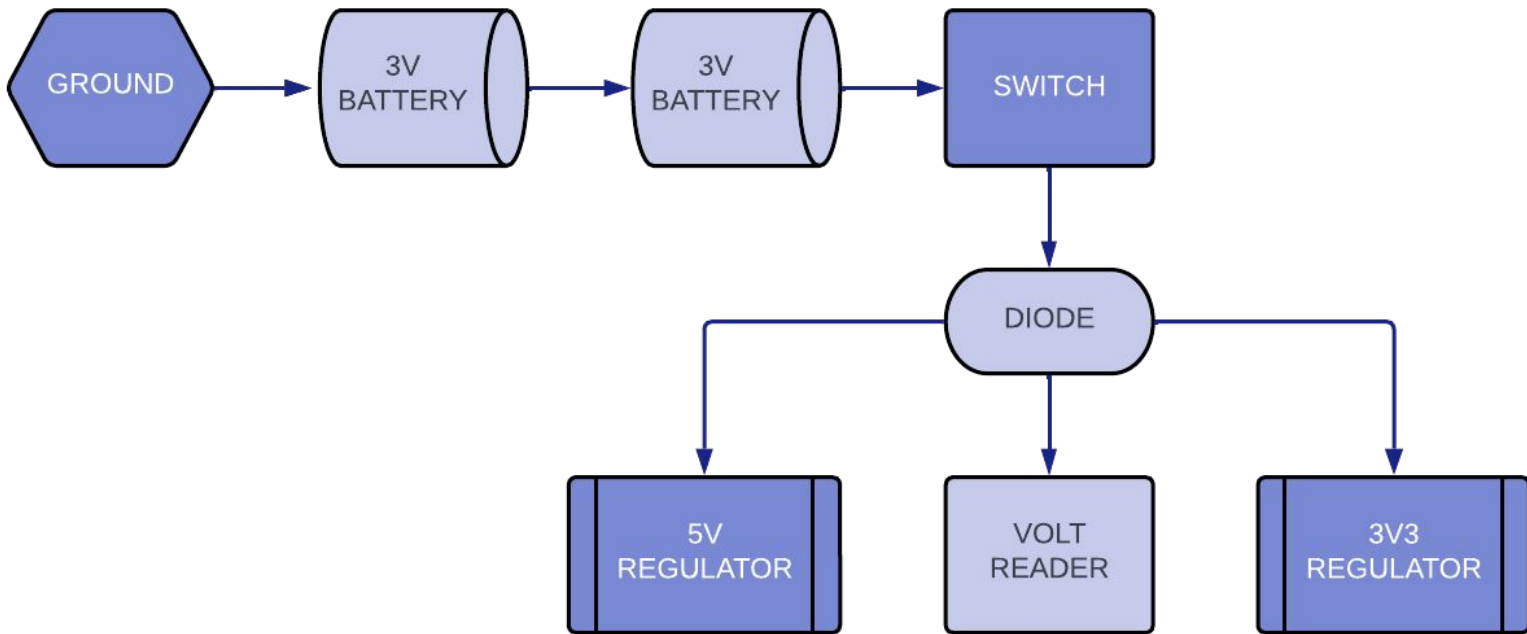 GROUND
3V
BATTERY
3V
BATTERY
SWITCH
DIODE
5V
REGULATOR
VOLT
READER
3V3
REGULATOR